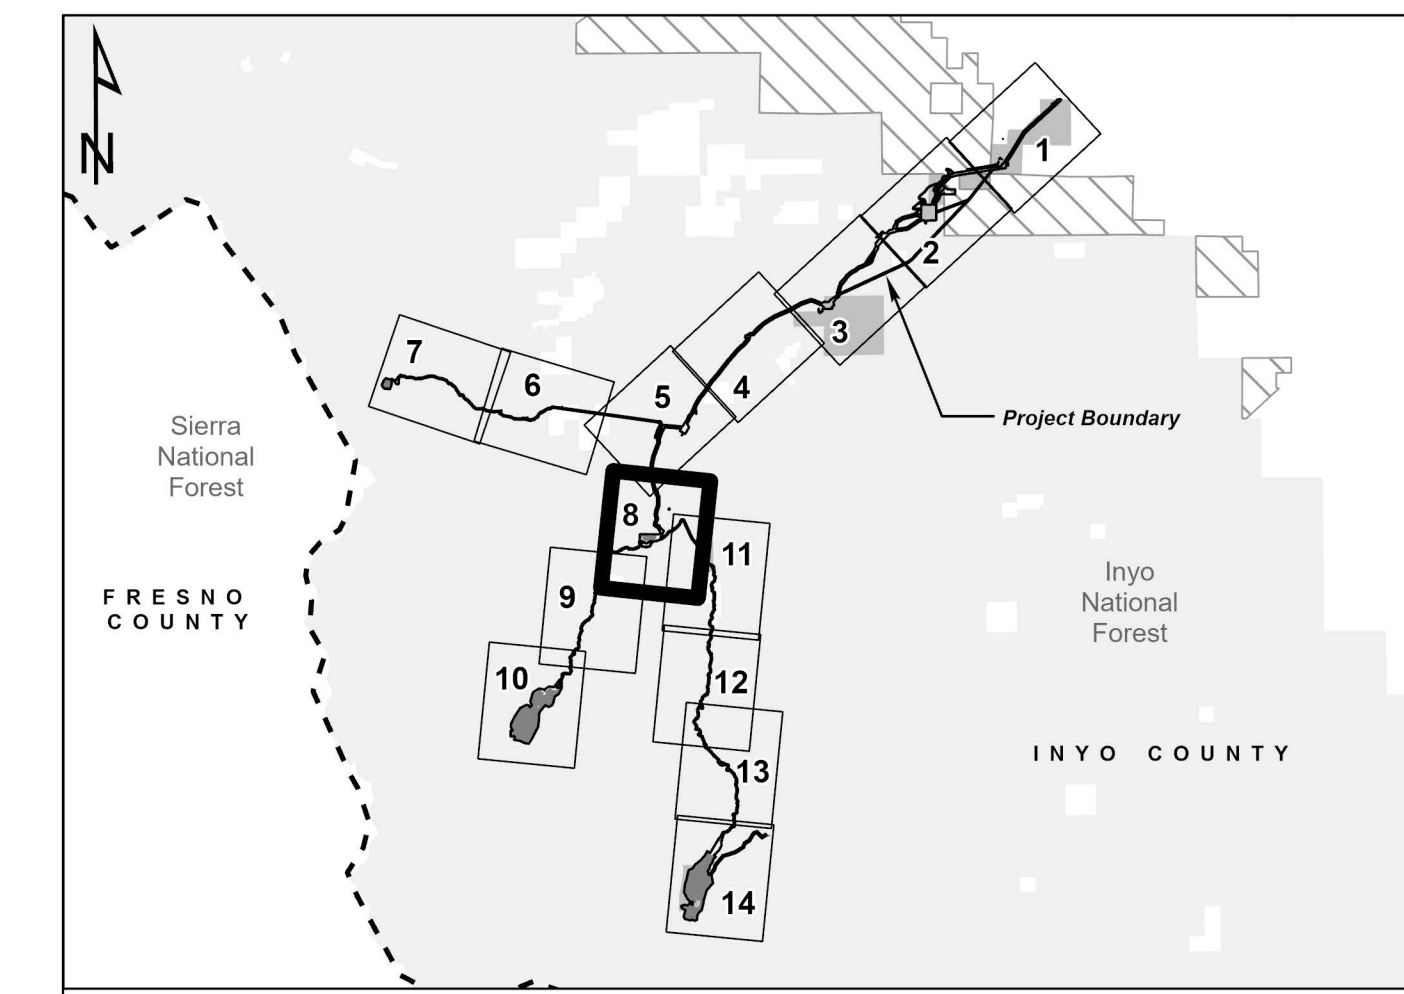 N
1
2
3
4
5
6
7
Project Boundary
Sierra
National
Forest
8
11
9
Inyo
National
Forest
FRESNO
COUNTY
10
12
INYO COUNTY
13
14